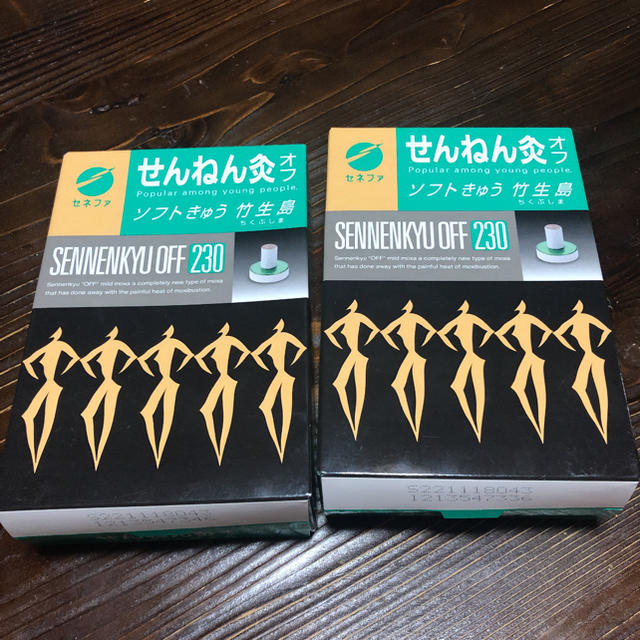 セネファ
せんねん灸オフ
Popular among young people.
ソフトきゅう 竹生島
ちくぶしま
SENNENKYU OFF 230
Sennenkyu "OFF" mild moxa a completely new type of moxa
that has done away with the painful heat of moxibustion.
S221118043
1213547346
セネファ
せんねん灸オフ
Popular among young people.
ソフトきゅう 竹生島
ちくぶしま
SENNENKYU OFF 230
Sennenkyu "OFF" mild moxa a completely new type of moxa
that has done away with the painful heat of moxibustion.
S221118043
1213547336